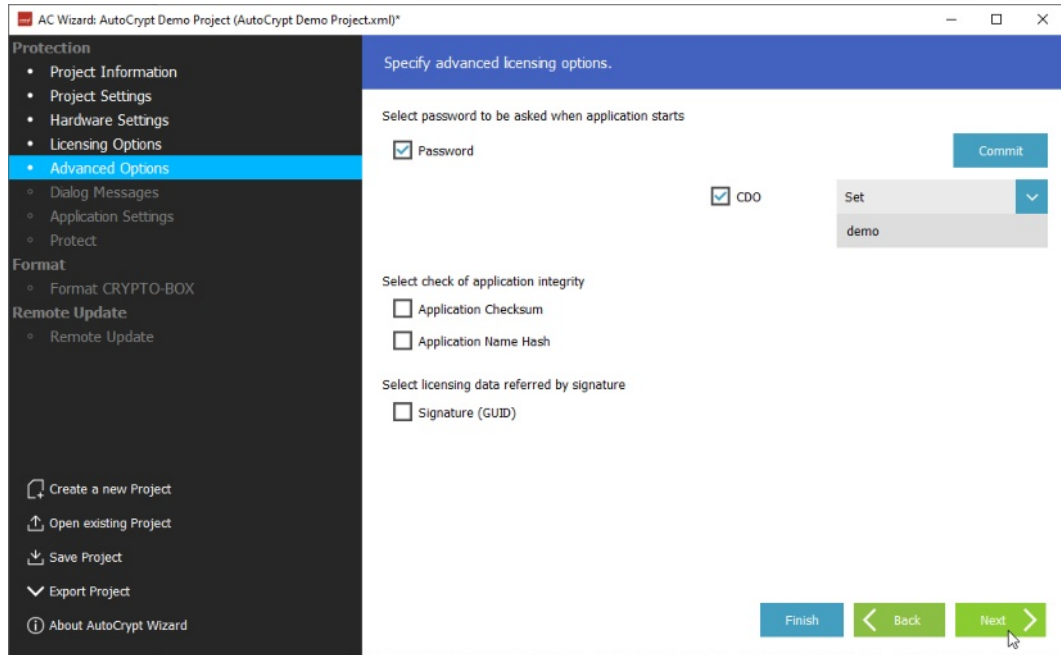 AC Wizard: AutoCrypt Demo Project (AutoCrypt Demo Project.xml)*
Protection
Project Information
Project Settings
Hardware Settings
Licensing Options
Advanced Options
Dialog Messages
Application Settings
Protect
Format
Format CRYPTO-BOX
Remote Update
Remote Update
Create a new Project
Open existing Project
Save Project
Export Project
About AutoCrypt Wizard
Specify advanced licensing options.
Select password to be asked when application starts
Password
Commit
CDO
Set
demo
Select check of application integrity
Application Checksum
Application Name Hash
Select licensing data referred by signature
Signature (GUID)
Finish
Back
Next